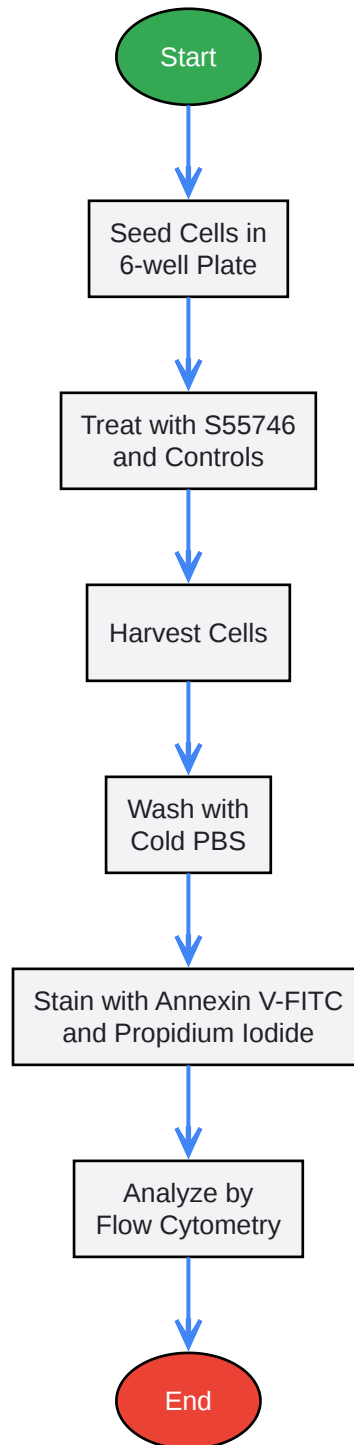 Start
Seed Cells in
6-well Plate
Treat with S55746
and Controls
Harvest Cells
Wash with
Cold PBS
Stain with Annexin V-FITC
and Propidium Iodide
Analyze by
Flow Cytometry
End